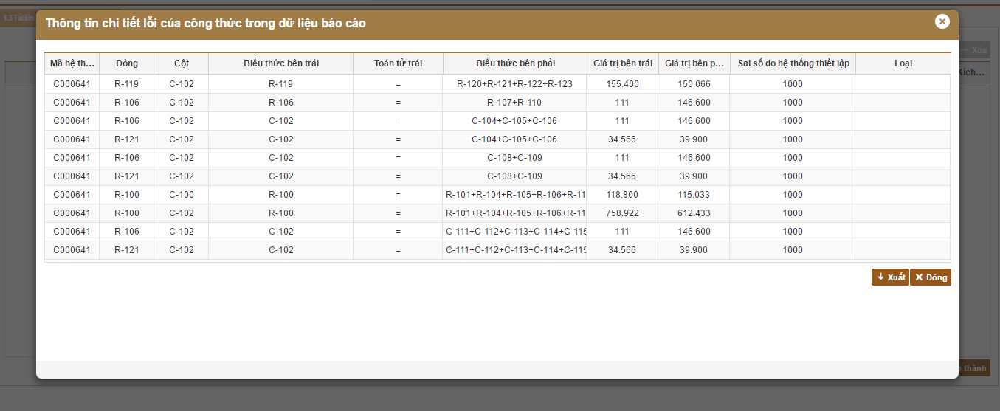 1.3 Tải lên
Thông tin chi tiết lỗi của công thức trong dữ liệu báo cáo
Xóa
Mã hệ th... Dòng Cột Biểu thức bên trái Toán tử trái Biểu thức bên phải Giá trị bên trái Giá trị bên p... Sai số do hệ thống thiết lập Loại
Kích...
C000641 R-119 C-102 R-119 = R-120+R-121+R-122+R-123 155.400 150.066 1000
C000641 R-106 C-102 R-106 = R-107+R-110 111 146.600 1000
C000641 R-106 C-102 C-102 = C-104+C-105+C-106 111 146.600 1000
C000641 R-121 C-102 C-102 = C-104+C-105+C-106 34.566 39.900 1000
C000641 R-106 C-102 C-102 = C-108+C-109 111 146.600 1000
C000641 R-121 C-102 C-102 = C-108+C-109 34.566 39.900 1000
C000641 R-100 C-100 R-100 = R-101+R-104+R-105+R-106+R-11 118.800 115.033 1000
C000641 R-100 C-102 R-100 = R-101+R-104+R-105+R-106+R-11 758.922 612.433 1000
C000641 R-106 C-102 C-102 = C-111+C-112+C-113+C-114+C-115 111 146.600 1000
C000641 R-121 C-102 C-102 = C-111+C-112+C-113+C-114+C-115 34.566 39.900 1000
Xuất Đóng
thành